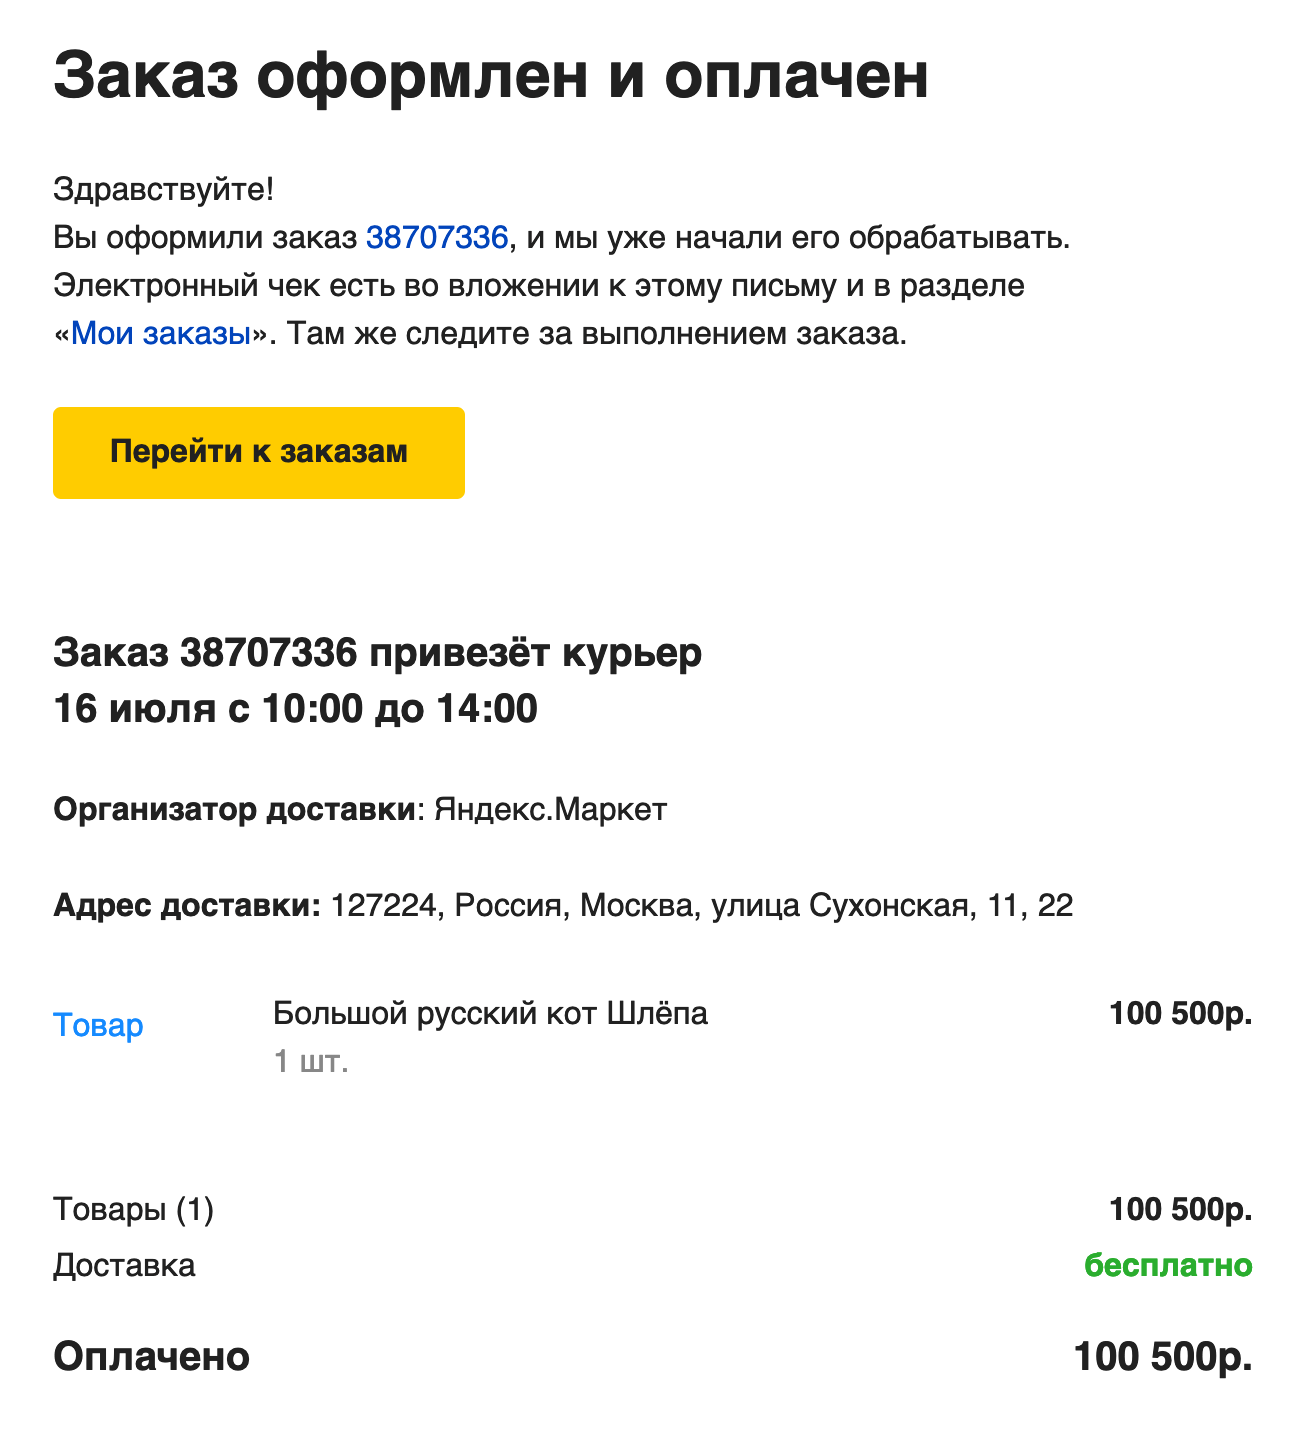 Заказ оформлен и оплачен
Здравствуйте!
Вы оформили заказ 38707336, и мы уже начали его обрабатывать.
Электронный чек есть во вложении к этому письму и в разделе
«Мои заказы». Там же следите за выполнением заказа.
Перейти к заказам
Заказ 38707336 привезёт курьер
16 июля с 10:00 до 14:00
Организатор доставки: Яндекс.Маркет
Адрес доставки: 127224, Россия, Москва, улица Сухонская, 11, 22
Товар Большой русский кот Шлёпа 100 500р.
1 шт.
Товары (1) 100 500р.
Доставка бесплатно
Оплачено 100 500р.